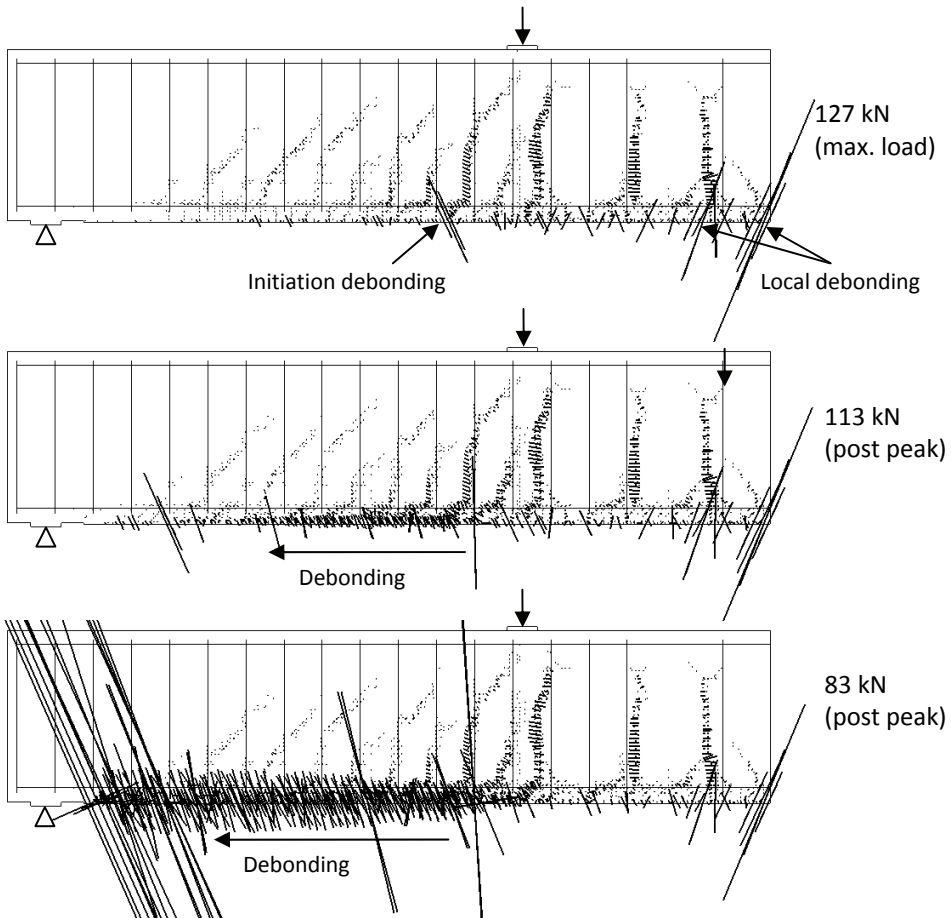 127 kN
(max. load)
Initiation debonding
Local debonding
113 kN
(post peak)
Debonding
83 kN
(post peak)
Debonding